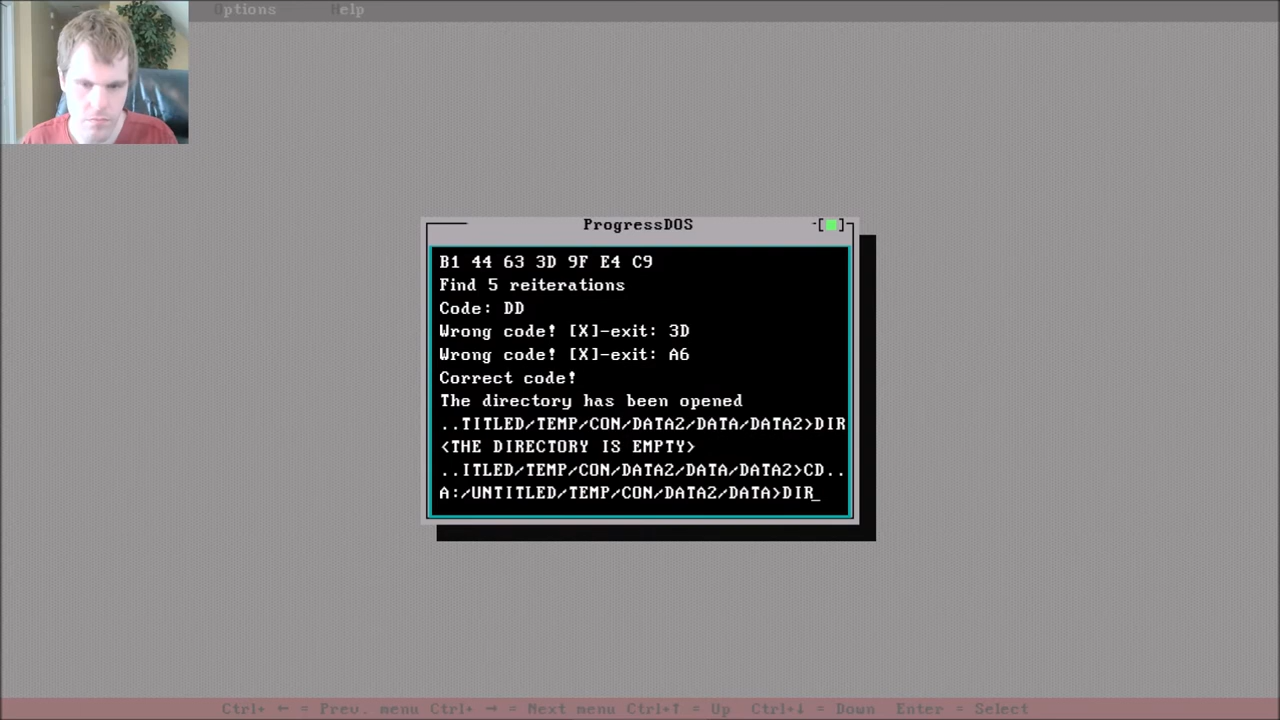 Options Help
ProgressDOS
B1 44 63 3D 9F E4 C9
Find 5 reiterations
Code: DD
Wrong code! [X]-exit: 3D
Wrong code! [X]-exit: A6
Correct code!
The directory has been opened
..TITLED/TEMP/CON/DATA2/DATA/DATA2>DIR
<THE DIRECTORY IS EMPTY>
..ITLED/TEMP/CON/DATA2/DATA/DATA2>CD..
A:/UNTITLED/TEMP/CON/DATA2/DATA>DIR_
Ctrl+ ← = Prev. menu Ctrl+ → = Next menu Ctrl+↑ = Up Ctrl+↓ = Down Enter = Select